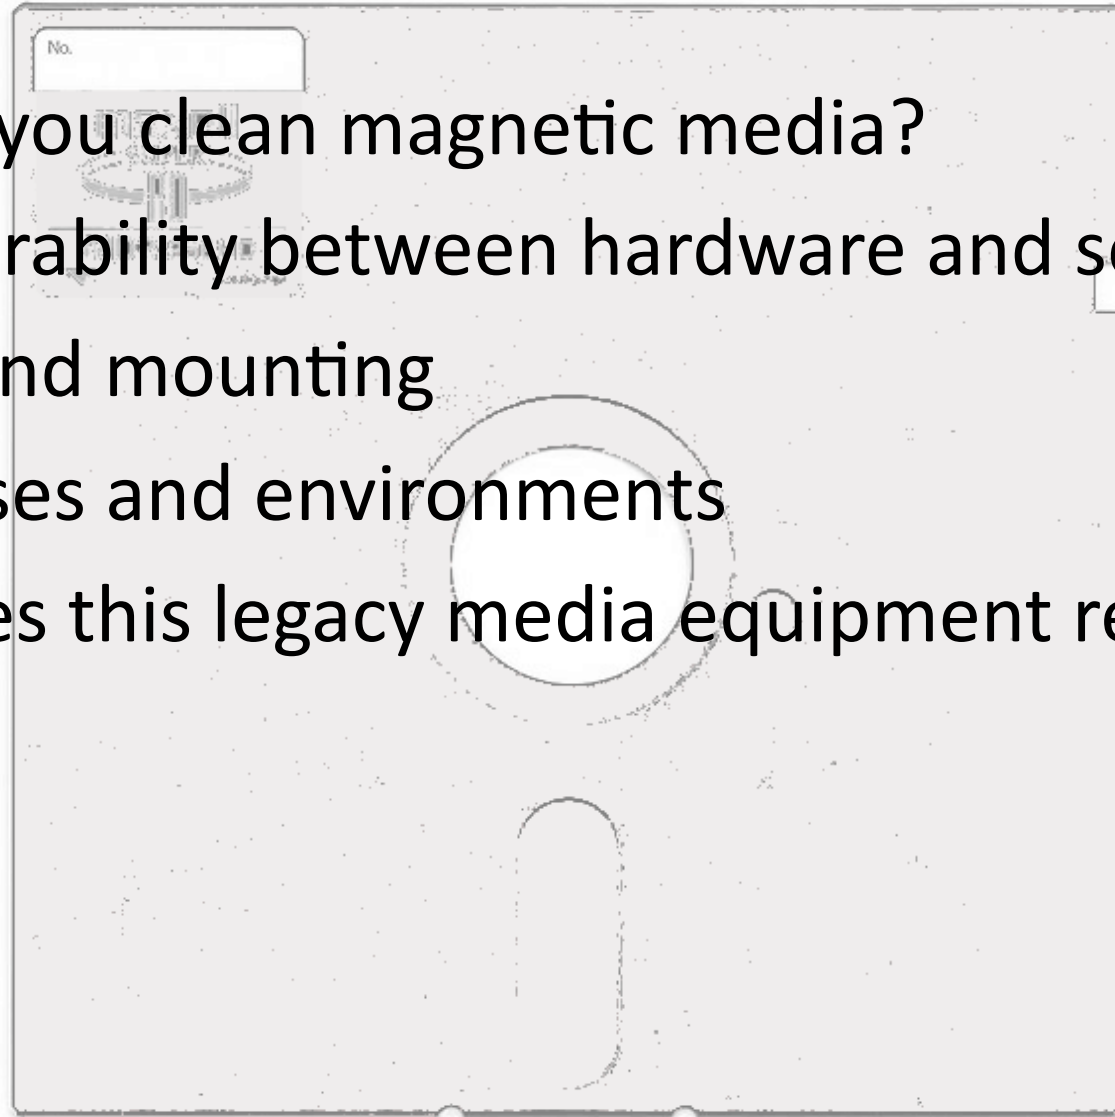 No.
you clean magnetic media?
rability between hardware and s
nd mounting
ses and environments
es this legacy media equipment re